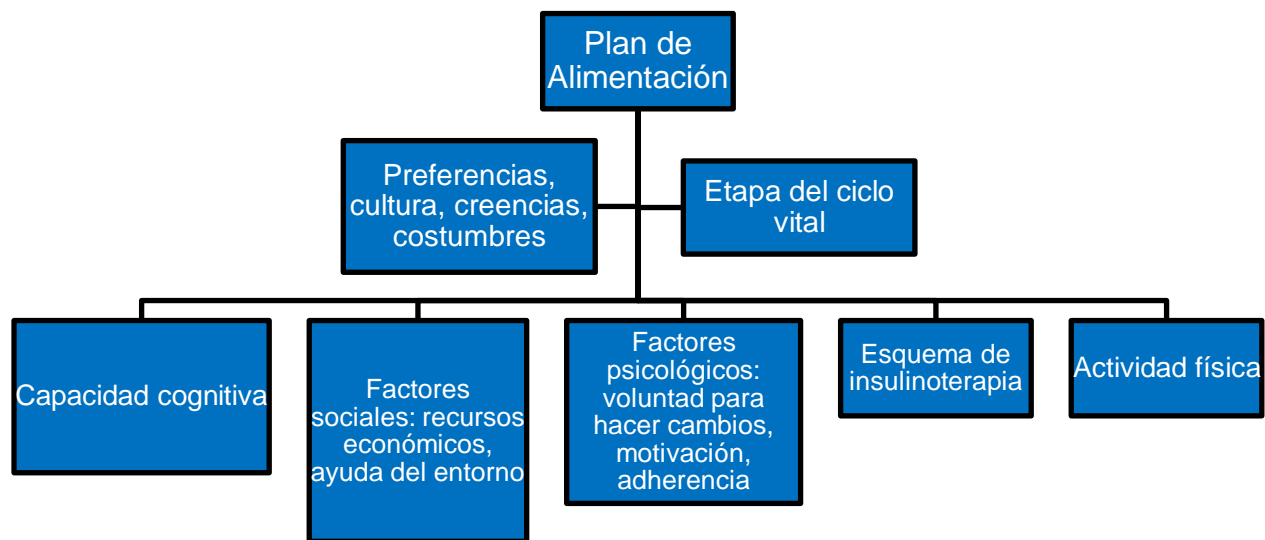 Plan de
Alimentación
Preferencias,
cultura, creencias,
costumbres
Etapa del ciclo
vital
Capacidad cognitiva
Factores
sociales: recursos
económicos,
ayuda del entorno
Factores
psicológicos:
voluntad para
hacer cambios,
motivación,
adherencia
Esquema de
insulinoterapia
Actividad física